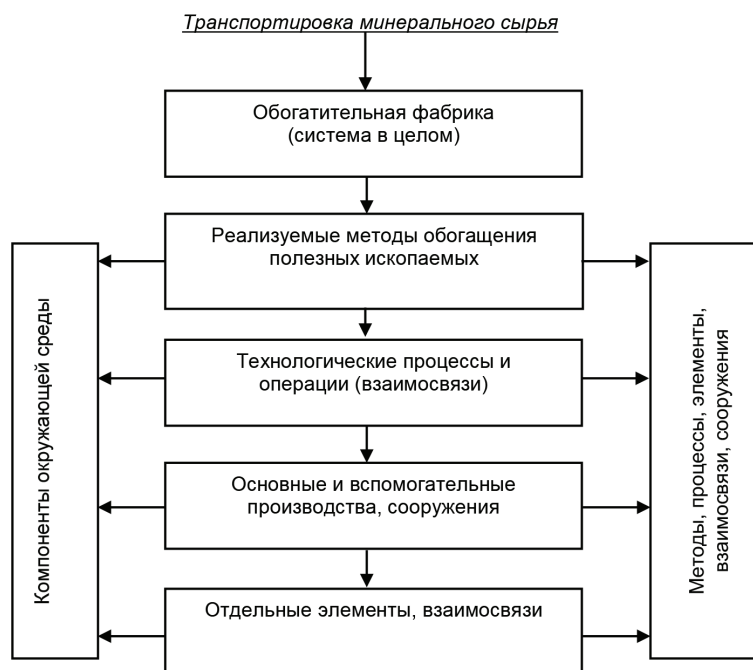 Транспортировка минерального сырья
Обогатительная фабрика
(система в целом)
Реализуемые методы обогащения
полезных ископаемых
Технологические процессы и
операции (взаимосвязи)
Основные и вспомогательные
производства, сооружения
Отдельные элементы, взаимосвязи
Компоненты окружающей среды
Методы, процессы, элементы,
взаимосвязи, сооружения